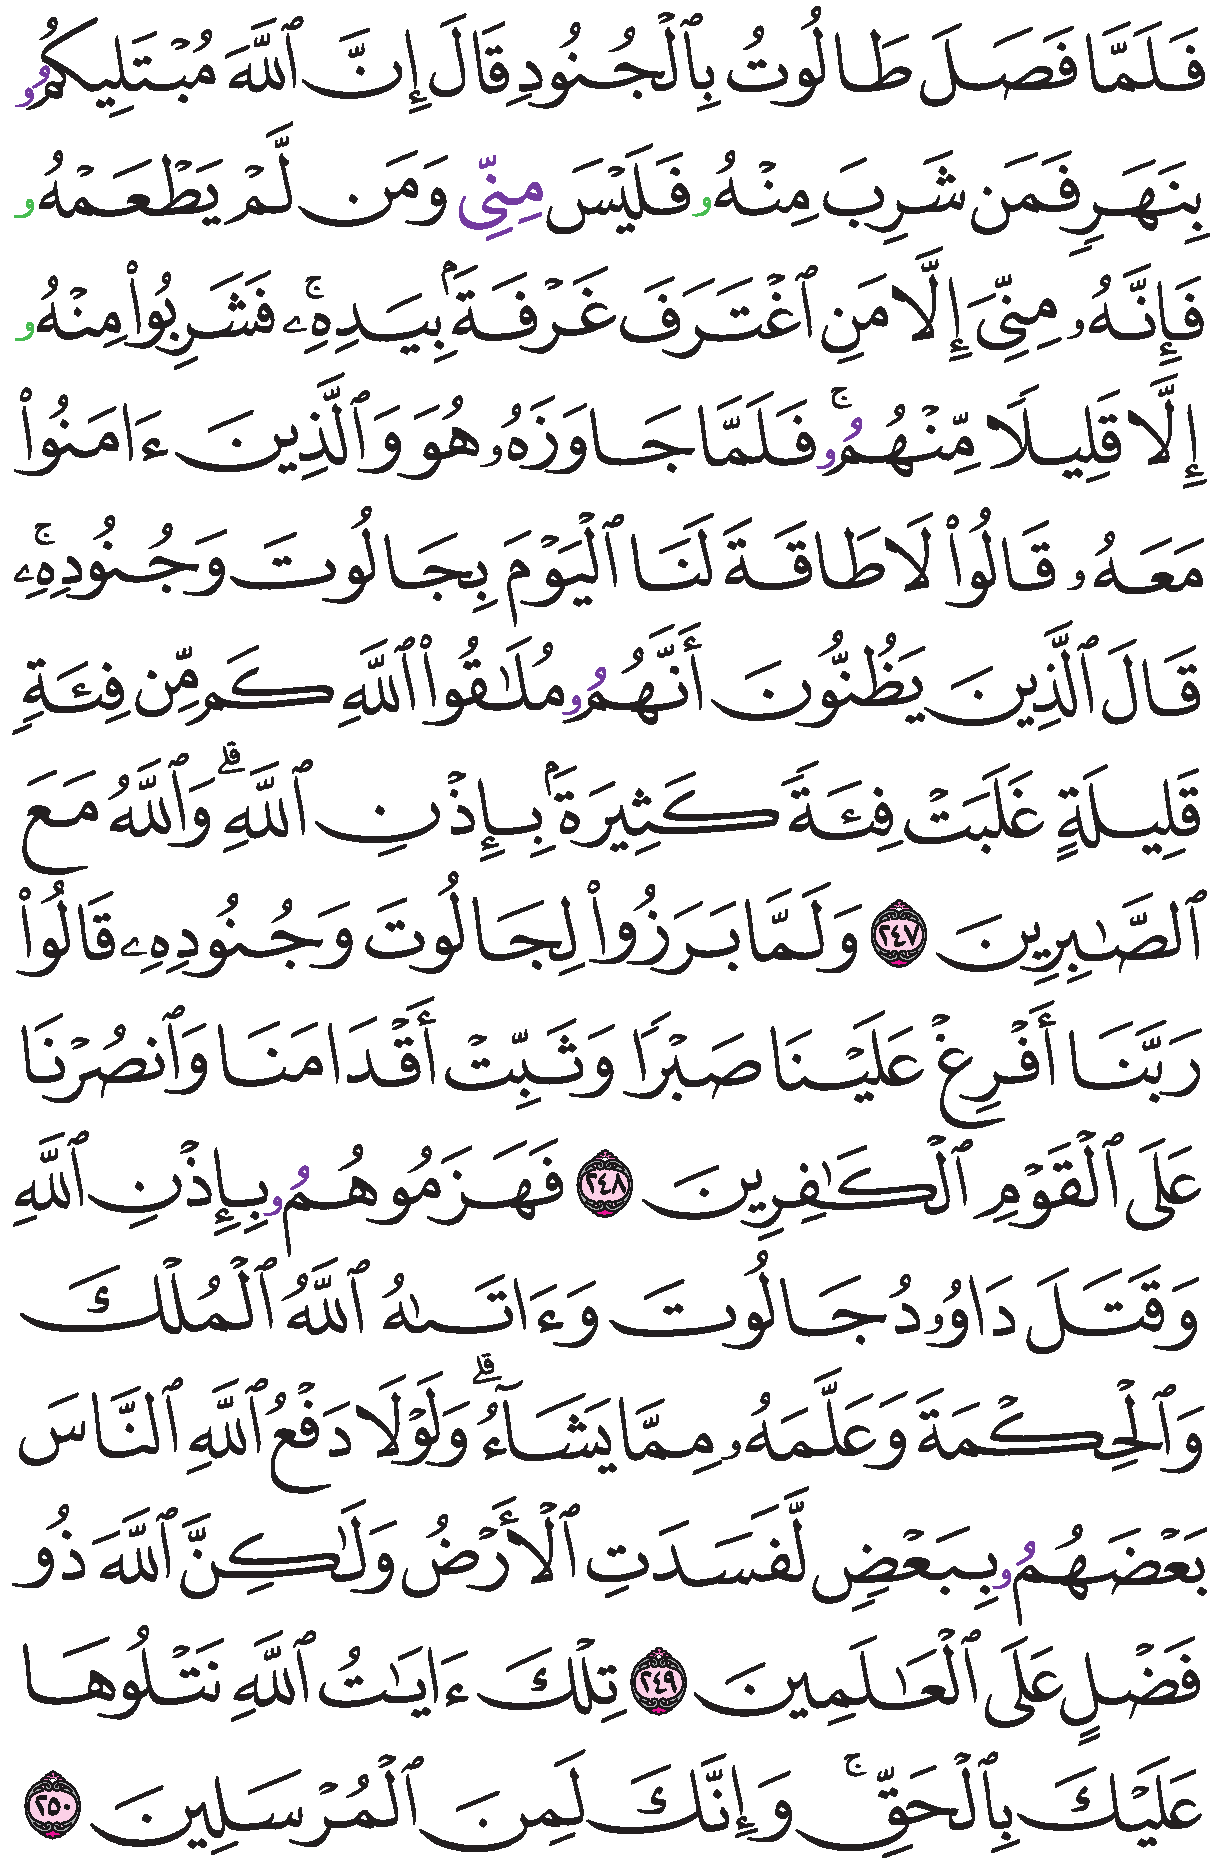 فَلَمَّا فَصَلَ طَالُوتُ بِٱلْجُنُودِ قَالَ إِنَّ ٱللَّهَ مُبْتَلِيكُمُۥ
بِنَهَرٍ فَمَن شَرِبَ مِنْهُۥ فَلَيْسَ مِنِّي وَمَن لَّمْ يَطْعَمْهُۥ
فَإِنَّهُۥ مِنِّيَ إِلَّا مَنِ ٱغْتَرَفَ غَرْفَةَۢ بِيَدِهِۦۚ فَشَرِبُوا۟ مِنْهُۥ
إِلَّا قَلِيلًا مِّنْهُمُۥۚ فَلَمَّا جَاوَزَهُۥ هُوَ وَٱلَّذِينَ ءَامَنُوا۟
مَعَهُۥ قَالُوا۟ لَا طَاقَةَ لَنَا ٱلْيَوْمَ بِجَالُوتَ وَجُنُودِهِۦۚ
قَالَ ٱلَّذِينَ يَظُنُّونَ أَنَّهُمُۥ مُلَـٰقُوا۟ ٱللَّهِ كَم مِّن فِئَةٍ
قَلِيلَةٍ غَلَبَتْ فِئَةً كَثِيرَةَۢ بِإِذْنِ ٱللَّهِۗ وَٱللَّهُ مَعَ
ٱلصَّـٰبِرِينَ ٢٤٧ وَلَمَّا بَرَزُوا۟ لِجَالُوتَ وَجُنُودِهِۦ قَالُوا۟
رَبَّنَا أَفْرِغْ عَلَيْنَا صَبْرًا وَثَبِّتْ أَقْدَامَنَا وَٱنصُرْنَا
عَلَى ٱلْقَوْمِ ٱلْكَـٰفِرِينَ ٢٤٨ فَهَزَمُوهُمُۥ بِإِذْنِ ٱللَّهِ
وَقَتَلَ دَاوُۥدُ جَالُوتَ وَءَاتَىٰهُ ٱللَّهُ ٱلْمُلْكَ
وَٱلْحِكْمَةَ وَعَلَّمَهُۥ مِمَّا يَشَآءُۗ وَلَوْلَا دَفْعُ ٱللَّهِ ٱلنَّاسَ
بَعْضَهُمُۥ بِبَعْضٍ لَّفَسَدَتِ ٱلْأَرْضُ وَلَـٰكِنَّ ٱللَّهَ ذُو
فَضْلٍ عَلَى ٱلْعَـٰلَمِينَ ٢٤٩ تِلْكَ ءَايَـٰتُ ٱللَّهِ نَتْلُوهَا
عَلَيْكَ بِٱلْحَقِّۚ وَإِنَّكَ لَمِنَ ٱلْمُرْسَلِينَ ٢٥٠